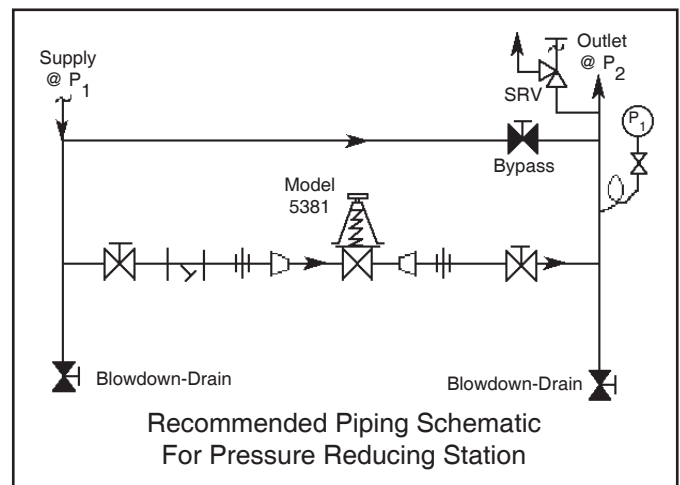 Supply
@ P1
Outlet
@ P2
SRV
P1
Bypass
Model
5381
Blowdown-Drain
Blowdown-Drain
Recommended Piping Schematic
For Pressure Reducing Station